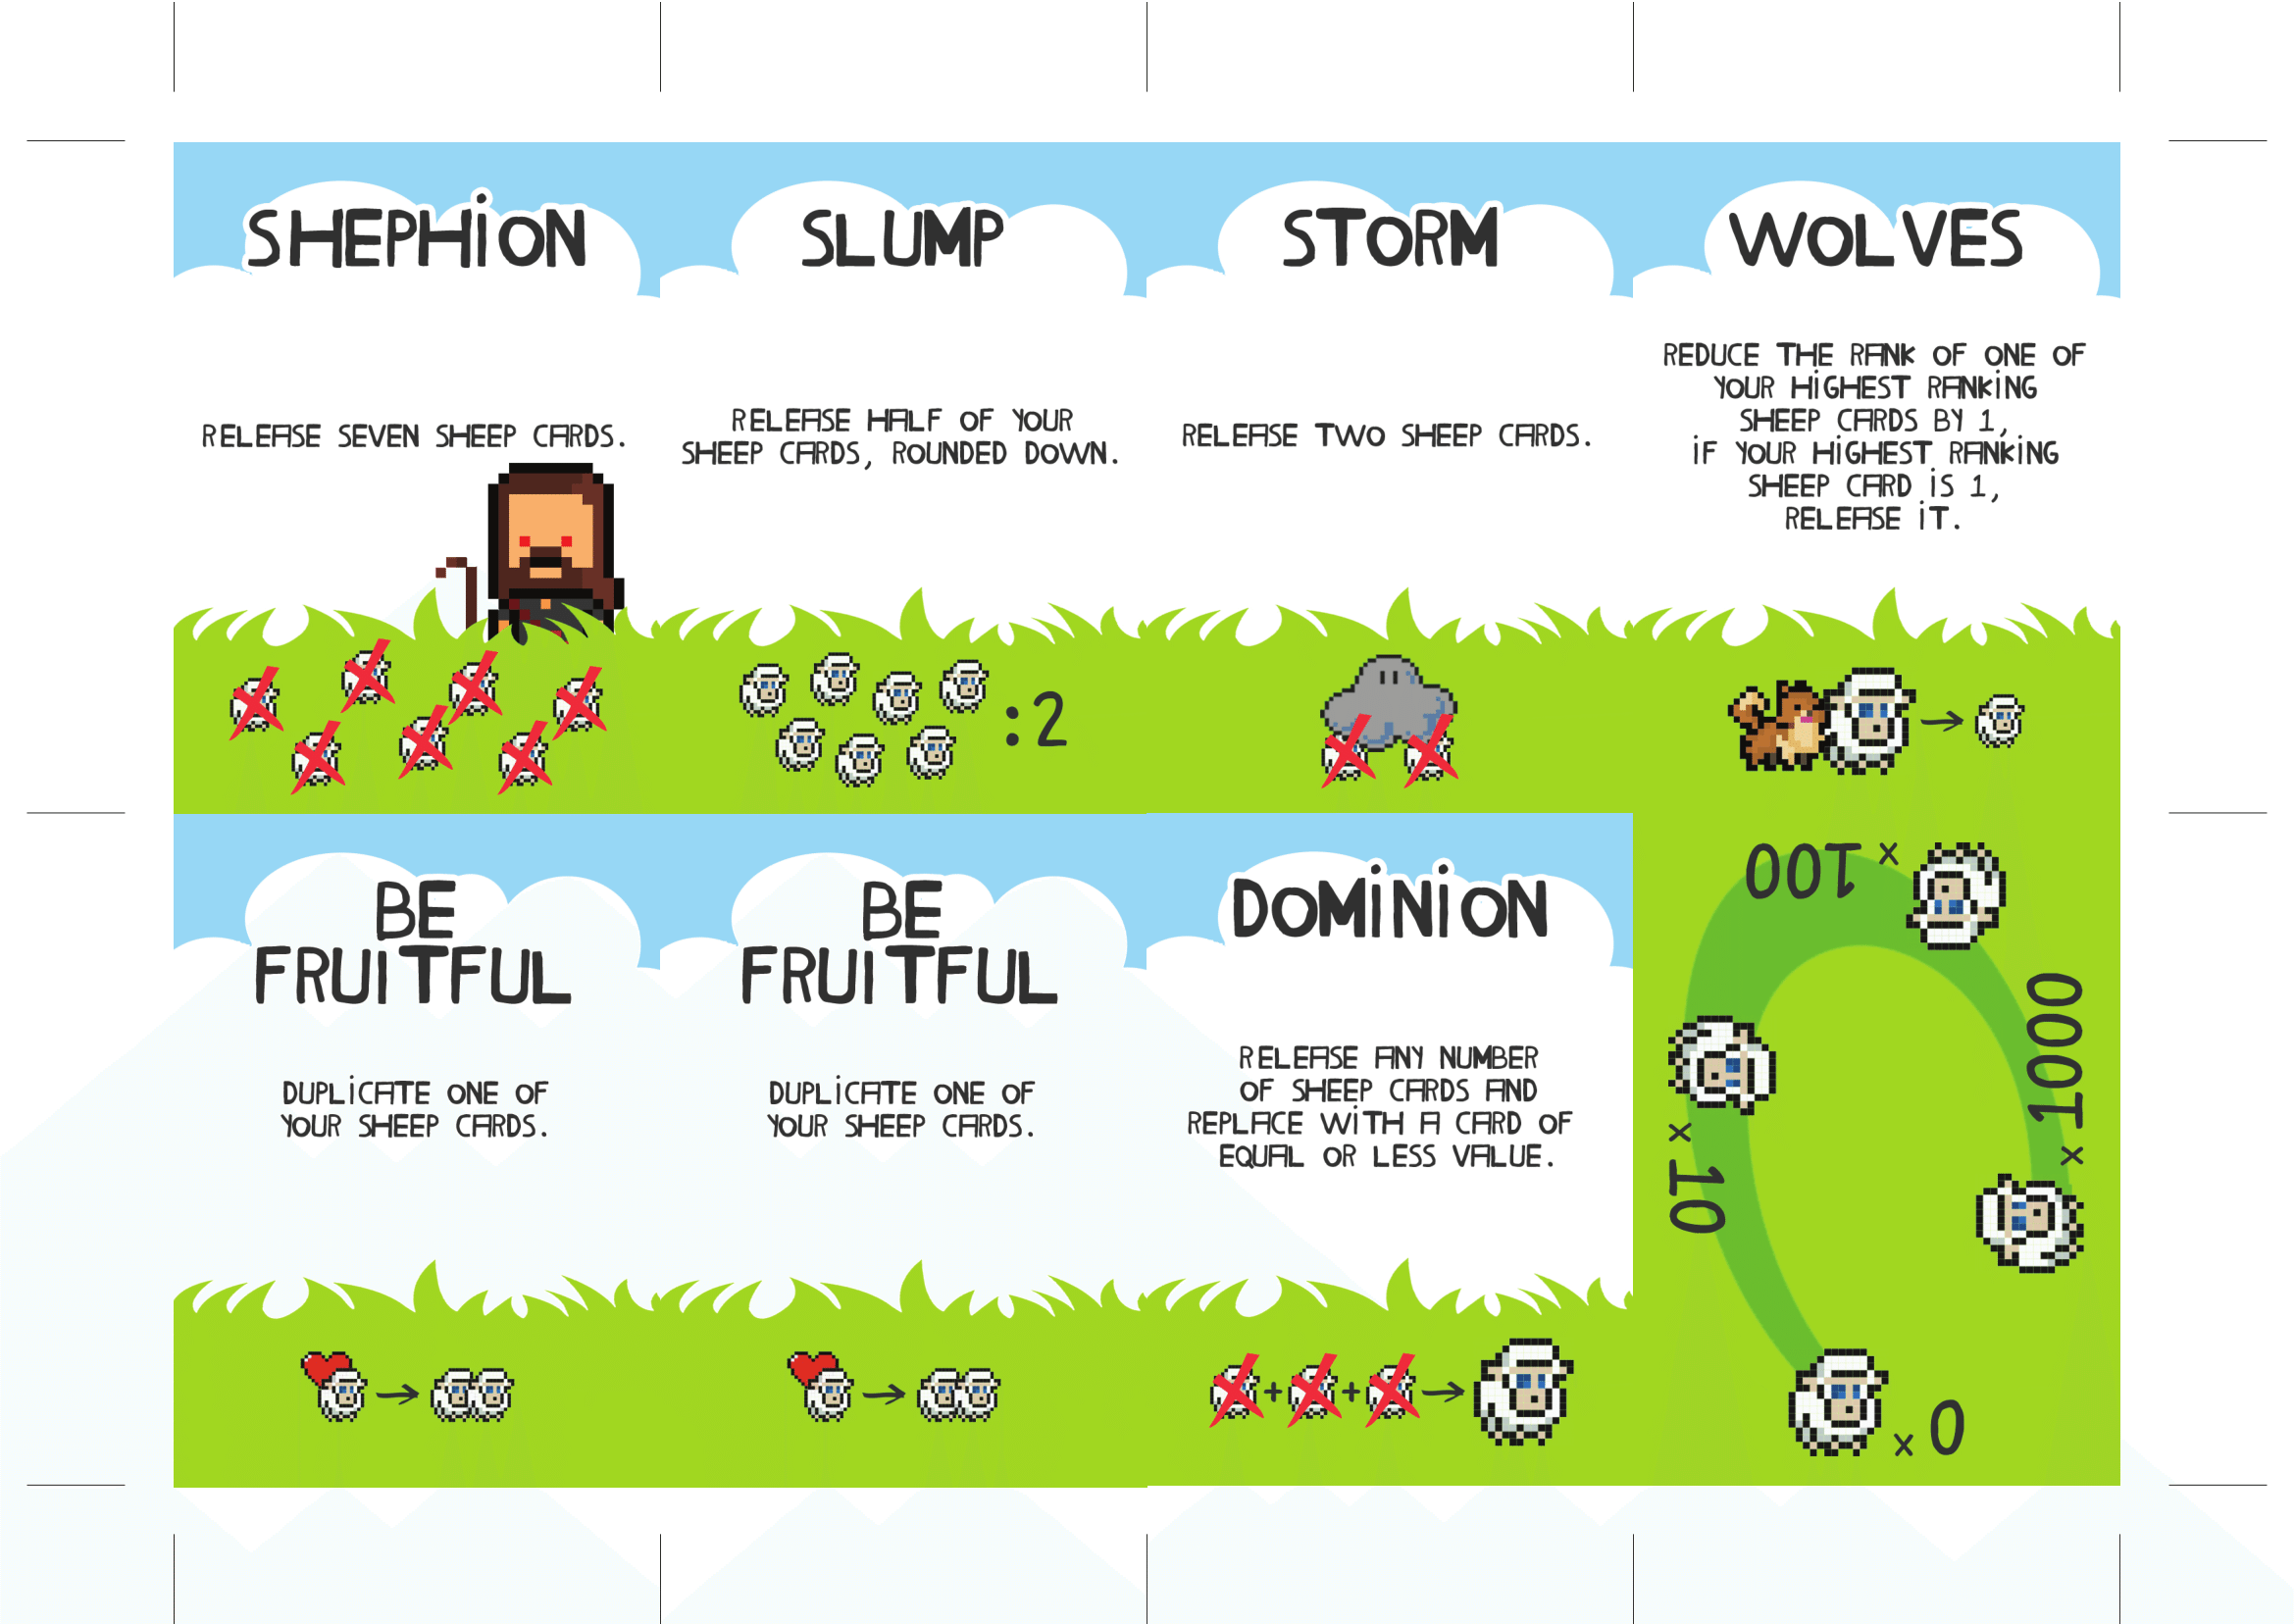 SHEPHiON
RELEASE SEVEN SHEEP CARDS.
SLUMP
RELEASE HALF OF YOUR
SHEEP CARDS, ROUNDED DOWN.
:2
STORM
RELEASE TWO SHEEP CARDS.
WOLVES
REDUCE THE RANK OF ONE OF
YOUR HiGHEST RANKiNG
SHEEP CARDS BY 1,
iF YOUR HiGHEST RANKiNG
SHEEP CARD iS 1,
RELEASE iT.
BE
FRUiTFUL
DUPLiCATE ONE OF
YOUR SHEEP CARDS.
BE
FRUiTFUL
DUPLiCATE ONE OF
YOUR SHEEP CARDS.
DOMiNiON
RELEASE ANY NUMBER
OF SHEEP CARDS AND
REPLACE WiTH A CARD OF
EQUAL OR LESS VALUE.
+ +
x100
x1000
x10
x0